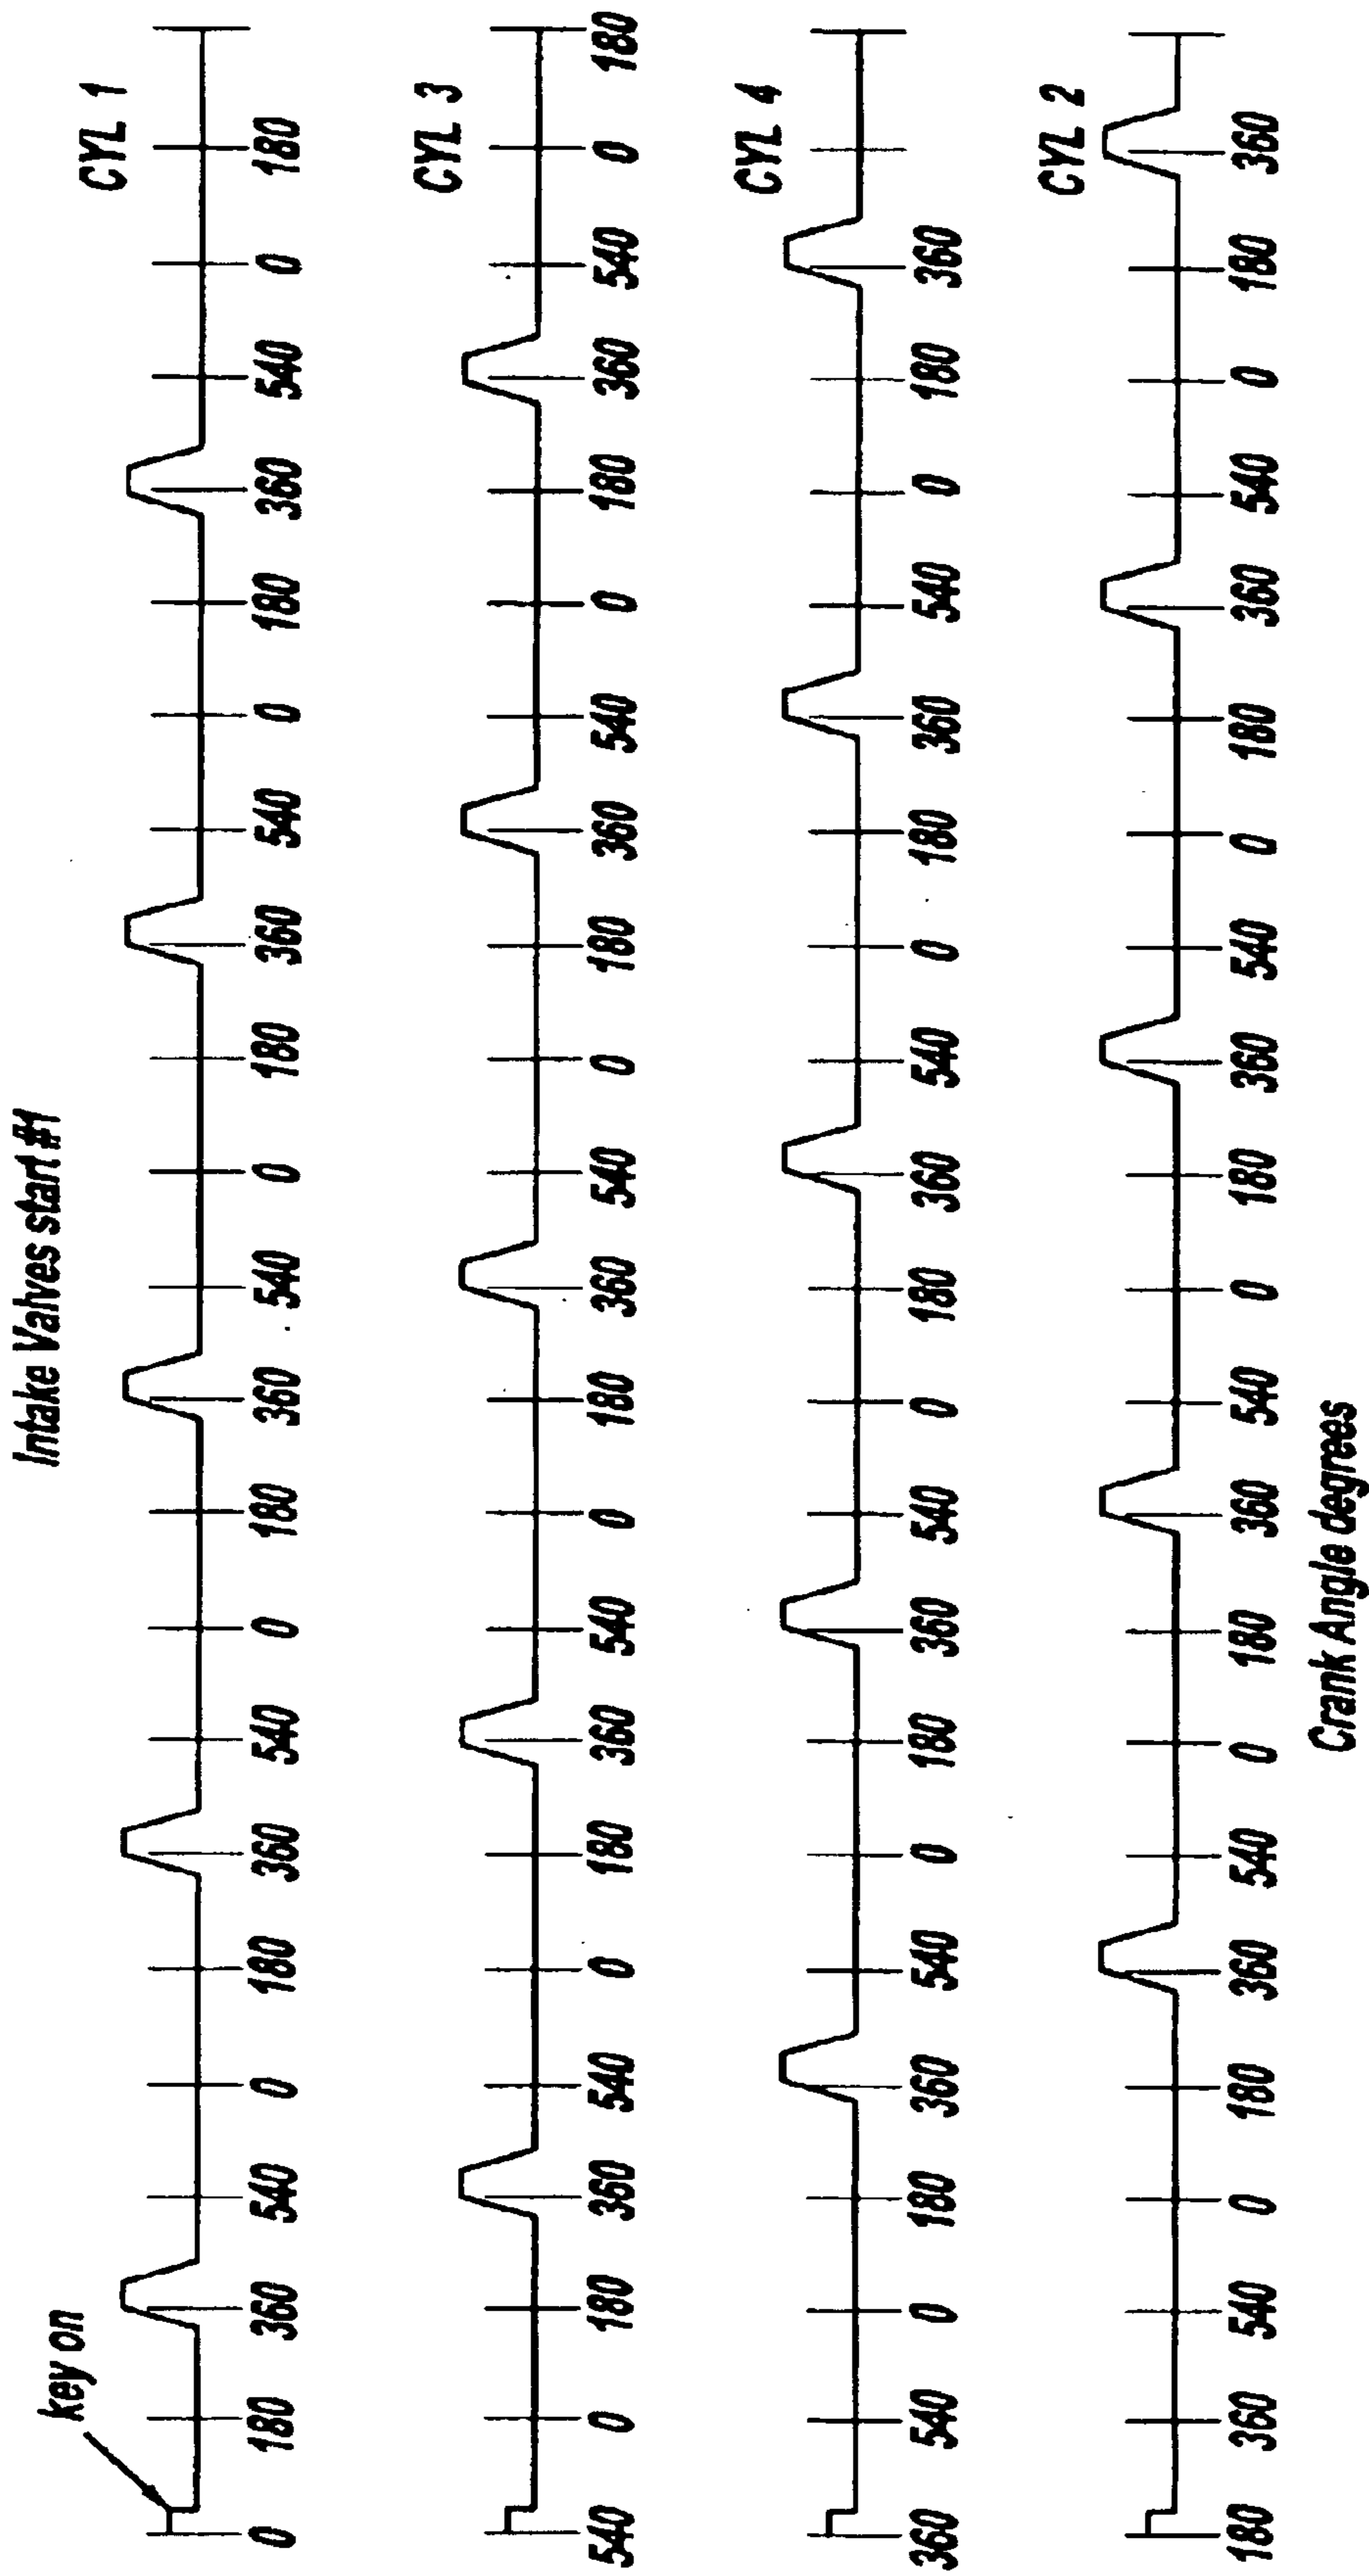 Intake Valves start #1
key on
CYL 1
0 180 360 540 0 180 360 540 0 180 360 540 0 180 360 540 0 180 360 540 0 180
CYL 3
540 0 180 360 540 0 180 360 540 0 180 360 540 0 180 360 540 0 180 360 540 0 180
CYL 4
360 540 0 180 360 540 0 180 360 540 0 180 360 540 0 180 360 540 0 180 360
CYL 2
180 360 540 0 180 360 540 0 180 360 540 0 180 360 540 0 180 360 540 0 180 360
Crank Angle degrees